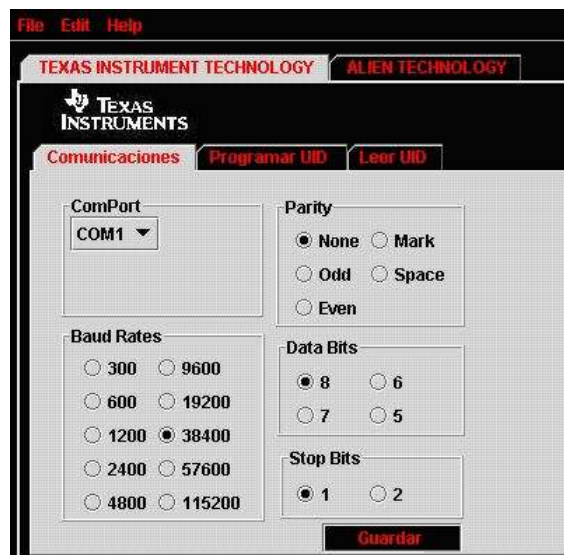 File Edit Help
TEXAS INSTRUMENT TECHNOLOGY ALIEN TECHNOLOGY
TEXAS
INSTRUMENTS
Comunicaciones Programar UID Leer UID
ComPort
COM1
Parity
None Mark
Odd Space
Even
Baud Rates
300 9600
600 19200
1200 38400
2400 57600
4800 115200
Data Bits
8 6
7 5
Stop Bits
1 2
Guardar